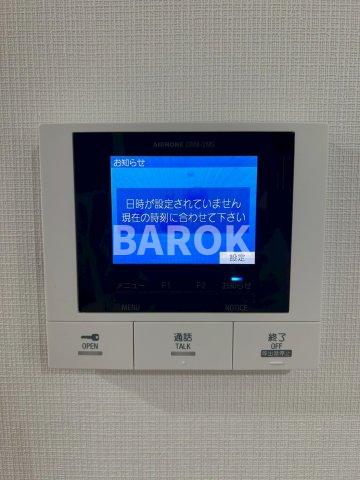 AIPHONE
お知らせ
日時が設定されていません
現在の時刻に合わせて下さい
BAROK
設定
メニュー F1 F2 お知らせ
MENU NOTICE
OPEN
通話
TALK
終了
OFF
呼出音停止